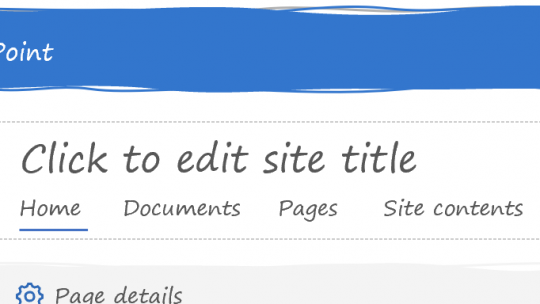 Point
Click to edit site title
Home Documents Pages Site contents
Page details